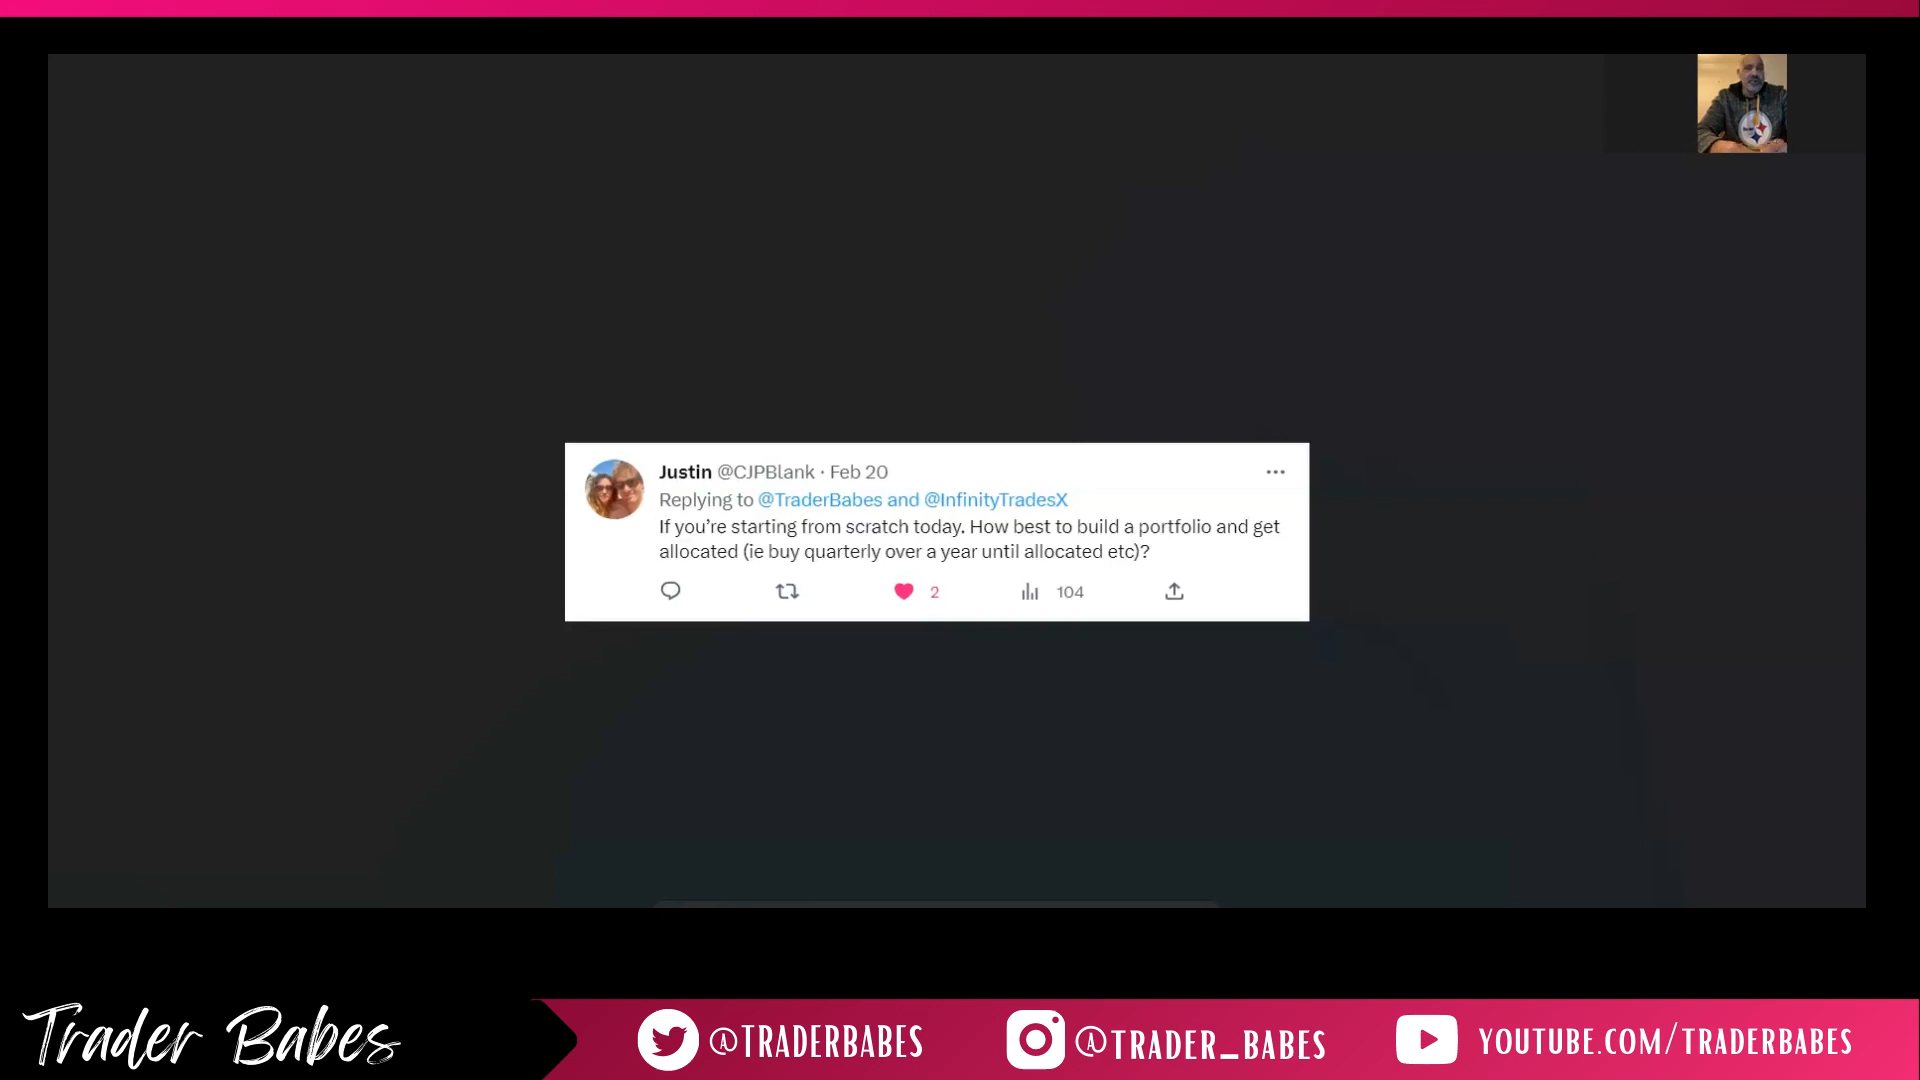 Justin @CJPBlank · Feb 20
Replying to @TraderBabes and @InfinityTradesX
If you’re starting from scratch today. How best to build a portfolio and get
allocated (ie buy quarterly over a year until allocated etc)?
2 104
Trader Babes @TRADERBABES @TRADER_BABES YOUTUBE.COM/TRADERBABES